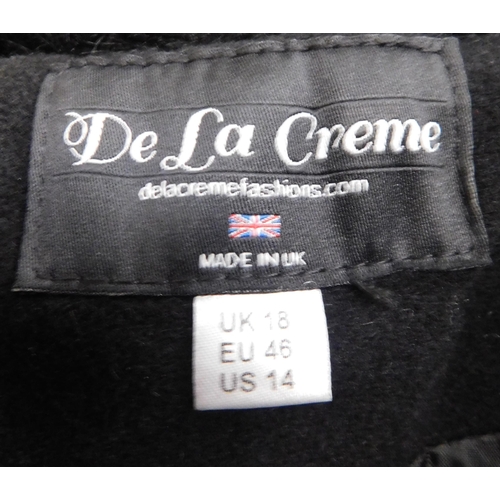 De La Creme
delacremefashions.com
MADE IN UK
UK 18
EU 46
US 14